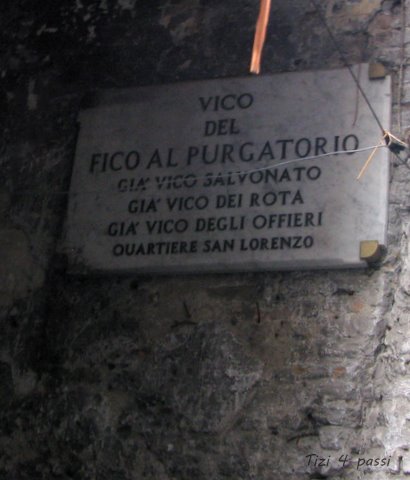 VICO
DEL
FICO AL PURGATORIO
GIA' VICO SALVONATO
GIA' VICO DEI ROTA
GIA' VICO DEGLI OFFIERI
QUARTIERE SAN LORENZO
Tizi 4 passi